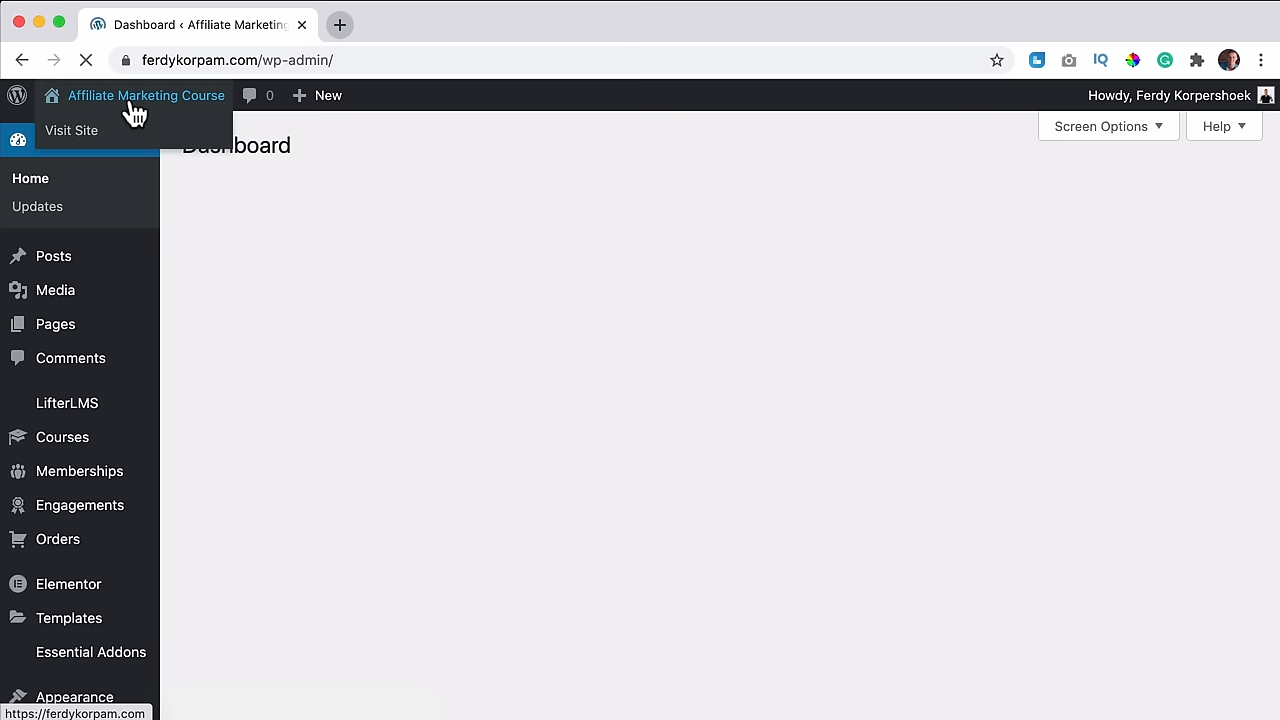 Dashboard ‹ Affiliate Marketing
ferdykorpam.com/wp-admin/
Affiliate Marketing Course
0
New
Howdy, Ferdy Korpershoek
Visit Site
Dashboard
Screen Options
Help
Home
Updates
Posts
Media
Pages
Comments
LifterLMS
Courses
Memberships
Engagements
Orders
Elementor
Templates
Essential Addons
Appearance
https://ferdykorpam.com